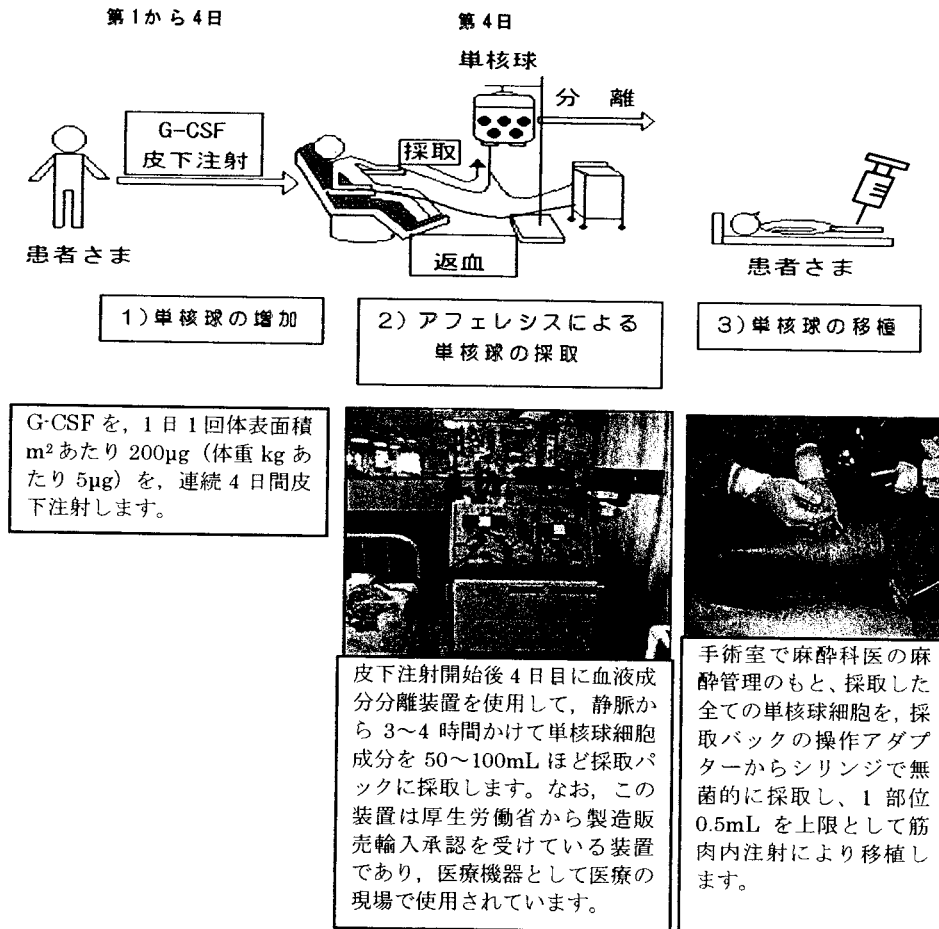 第1から4日
第4日
単核球
分離
G-CSF
皮下注射
採取
患者さま
返血
患者さま
1)単核球の増加
2)アフェレシスによる
単核球の採取
3)単核球の移植
G-CSFを，1日1回体表面積
m²あたり200μg（体重kgあ
たり5μg）を，連続4日間皮
下注射します。
皮下注射開始後4日目に血液成
分分離装置を使用して，静脈か
ら3～4時間かけて単核球細胞
成分を50～100mLほど採取バ
ックに採取します。なお，この
装置は厚生労働省から製造販
売輸入承認を受けている装置
であり，医療機器として医療の
現場で使用されています。
手術室で麻酔科医の麻
酔管理のもと、採取した
全ての単核球細胞を，採
取バックの操作アダプ
ターからシリンジで無
菌的に採取し、1部位
0.5mLを上限として筋
肉内注射により移植し
ます。